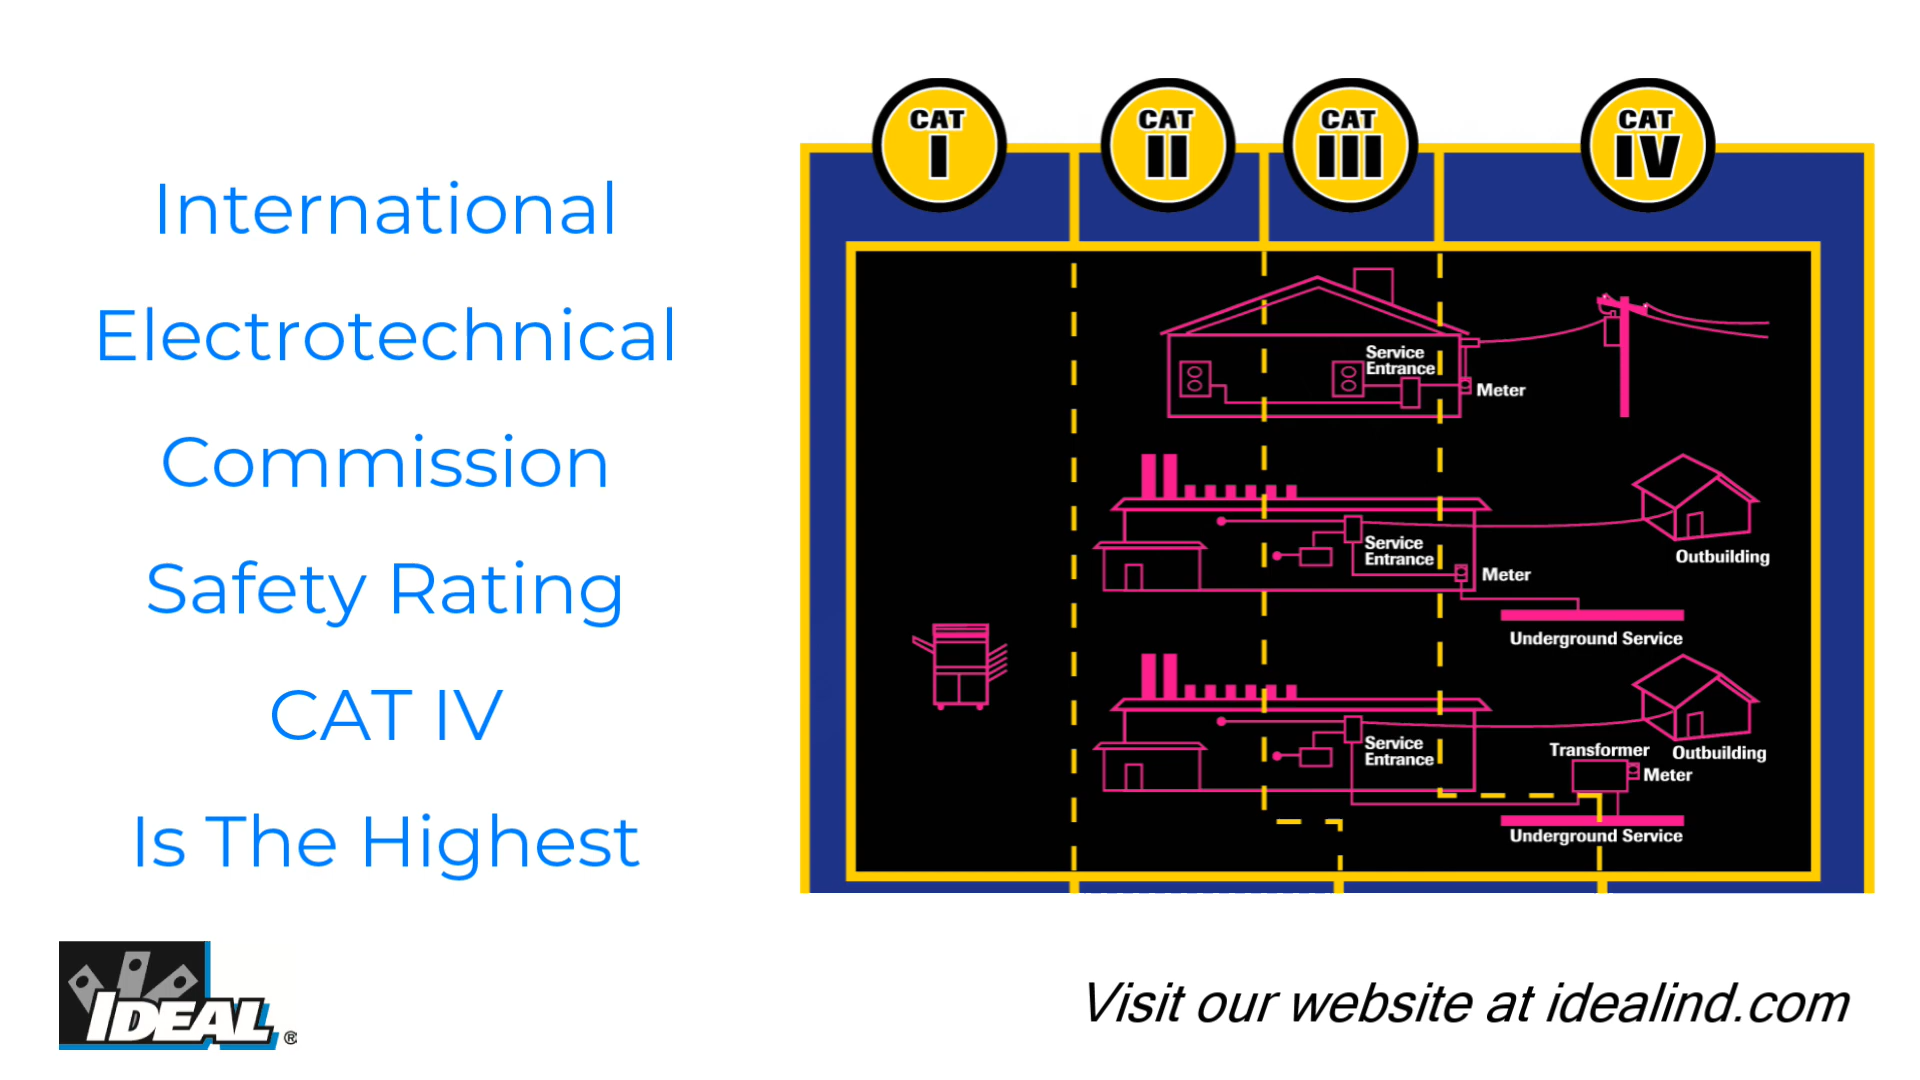 International
Electrotechnical
Commission
Safety Rating
CAT IV
Is The Highest
CAT
I
CAT
II
CAT
III
CAT
IV
Service
Entrance
Meter
Service
Entrance
Meter
Outbuilding
Underground Service
Service
Entrance
Transformer
Outbuilding
Meter
Underground Service
IDEAL®
Visit our website at idealind.com